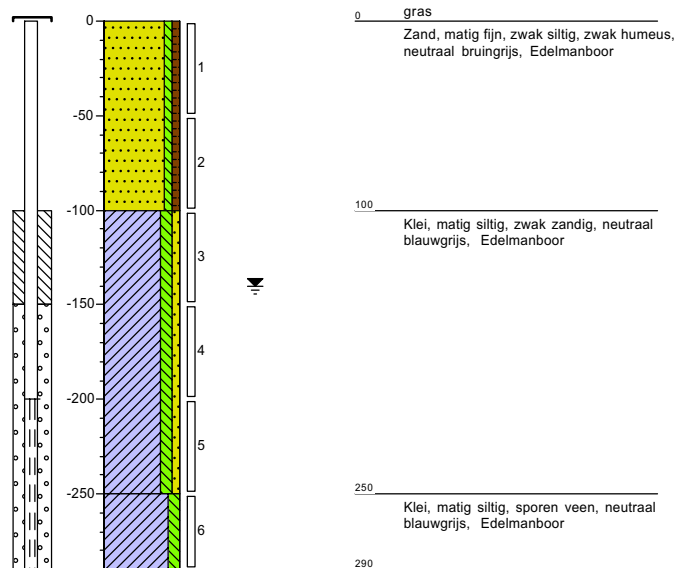 0
-50
-100
-150
-200
-250
1
2
3
4
5
6
0 gras
Zand, matig fijn, zwak siltig, zwak humeus,
neutraal bruingrijs, Edelmanboor
100
Klei, matig siltig, zwak zandig, neutraal
blauwgrijs, Edelmanboor
250
Klei, matig siltig, sporen veen, neutraal
blauwgrijs, Edelmanboor
290